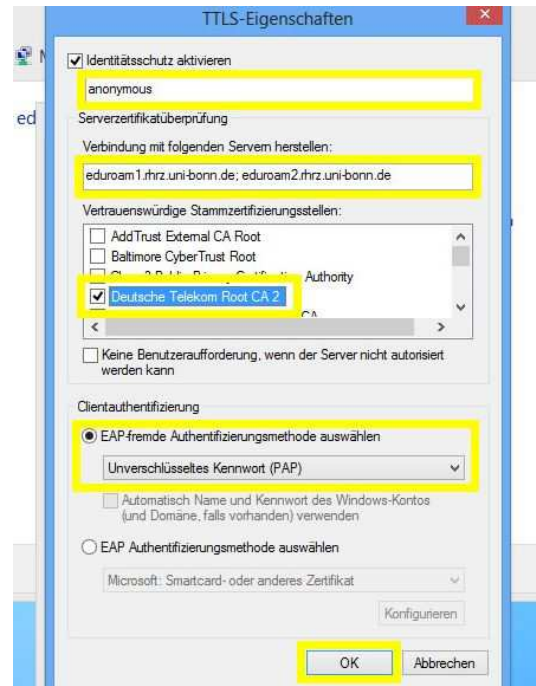 TTLS-Eigenschaften
Identitätsschutz aktivieren
anonymous
ed
Serverzertifikatüberprüfung
Verbindung mit folgenden Servern herstellen:
eduroam1.rhrz.uni-bonn.de; eduroam2.rhrz.uni-bonn.de
Vertrauenswürdige Stammzertifizierungsstellen:
AddTrust External CA Root
Baltimore CyberTrust Root
Authority
Deutsche Telekom Root CA 2
CA
Keine Benutzeraufforderung, wenn der Server nicht autorisiert
werden kann
Clientauthentifizierung
EAP-fremde Authentifizierungsmethode auswählen
Unverschlüsseltes Kennwort (PAP)
Automatisch Name und Kennwort des Windows-Kontos
(und Domäne, falls vorhanden) verwenden
EAP Authentifizierungsmethode auswählen
Microsoft: Smartcard- oder anderes Zertifikat
Konfigurieren
OK Abbrechen